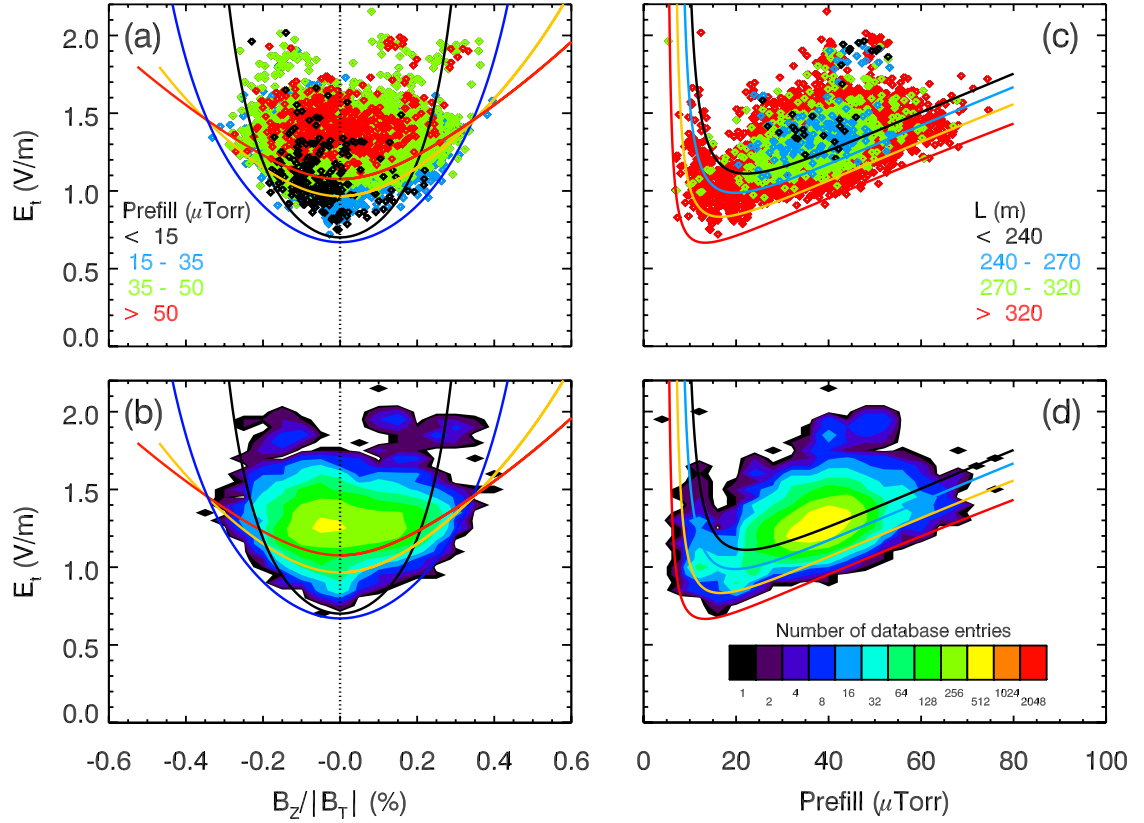 (a)
2.0
1.5
1.0
0.5
0.0
E_t (V/m)
Prefill (μTorr)
< 15
15 - 35
35 - 50
> 50
(c)
L (m)
< 240
240 - 270
270 - 320
> 320
(b)
2.0
1.5
1.0
0.5
0.0
E_t (V/m)
-0.6 -0.4 -0.2 -0.0 0.2 0.4 0.6
B_Z/|B_T| (%)
(d)
Number of database entries
1 2 4 8 16 32 64 128 256 512 1024 2048
0 20 40 60 80 100
Prefill (μTorr)